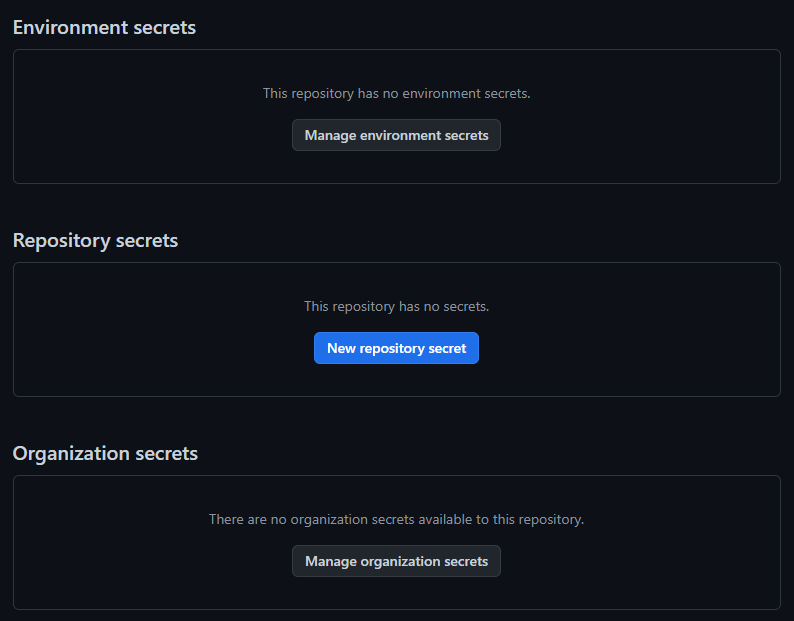 Environment secrets
This repository has no environment secrets.
Manage environment secrets
Repository secrets
This repository has no secrets.
New repository secret
Organization secrets
There are no organization secrets available to this repository.
Manage organization secrets